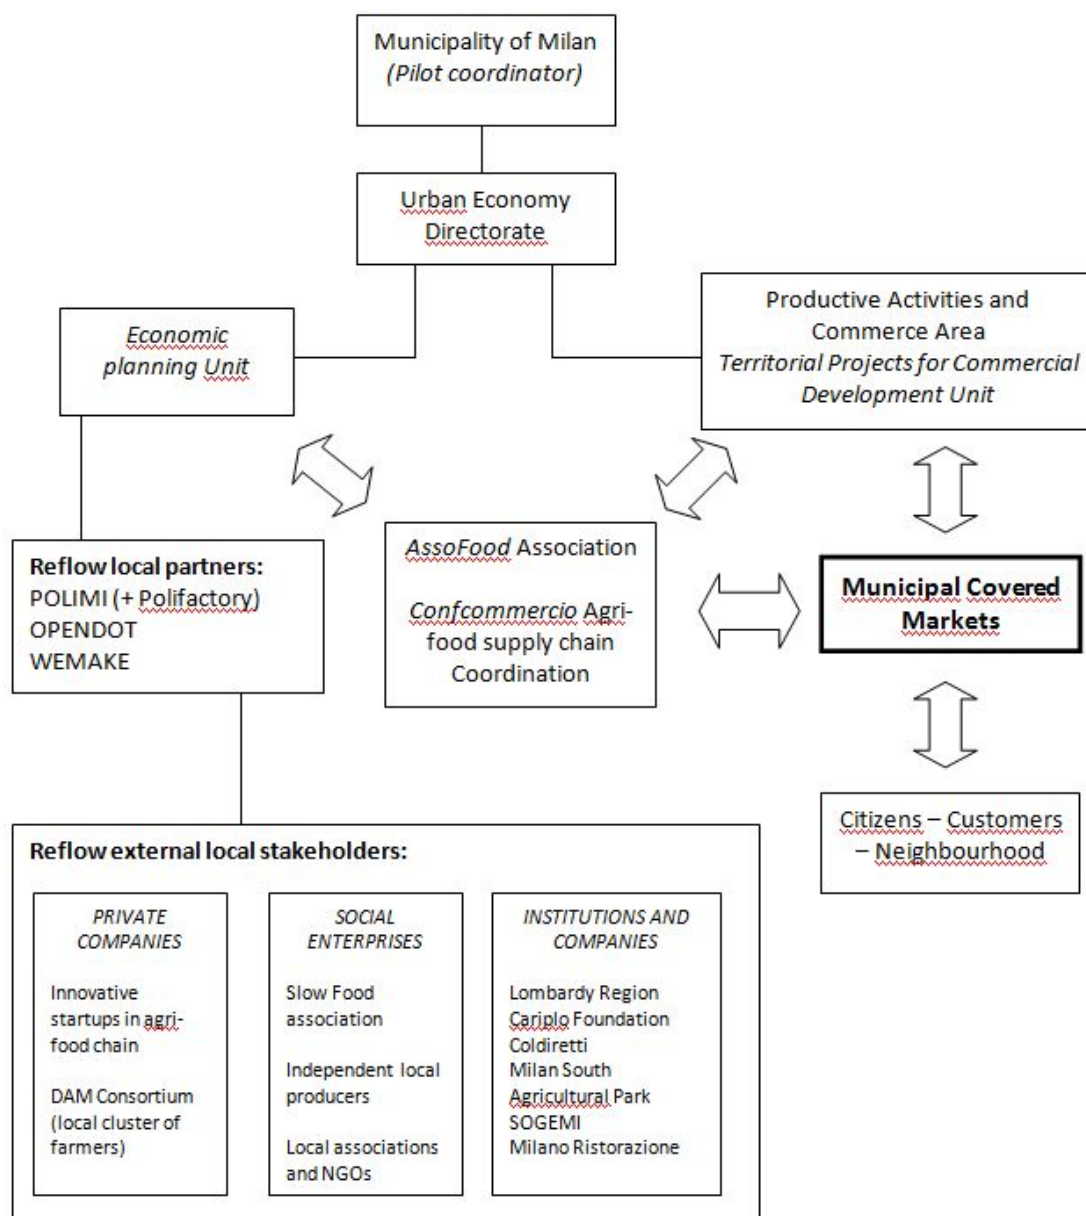 Municipality of Milan
(Pilot coordinator)
Urban Economy
Directorate
Economic
planning Unit
Productive Activities and
Commerce Area
Territorial Projects for Commercial
Development Unit
Reflow local partners:
POLIMI (+ Polifactory)
OPENDOT
WEMAKE
AssoFood Association
Confcommercio Agri-
food supply chain
Coordination
Municipal Covered
Markets
Citizens – Customers
– Neighbourhood
Reflow external local stakeholders:
PRIVATE
COMPANIES
Innovative
startups in agri-
food chain
DAM Consortium
(local cluster of
farmers)
SOCIAL
ENTERPRISES
Slow Food
association
Independent local
producers
Local associations
and NGOs
INSTITUTIONS AND
COMPANIES
Lombardy Region
Cariplo Foundation
Coldiretti
Milan South
Agricultural Park
SOGEMI
Milano Ristorazione